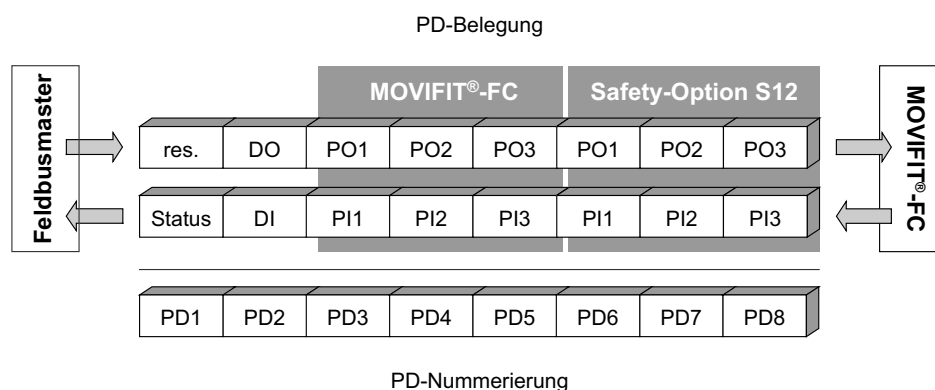 PD-Belegung
MOVIFIT®-FC Safety-Option S12
Feldbusmaster
res. DO PO1 PO2 PO3 PO1 PO2 PO3
Status DI PI1 PI2 PI3 PI1 PI2 PI3
MOVIFIT®-FC
PD1 PD2 PD3 PD4 PD5 PD6 PD7 PD8
PD-Nummerierung